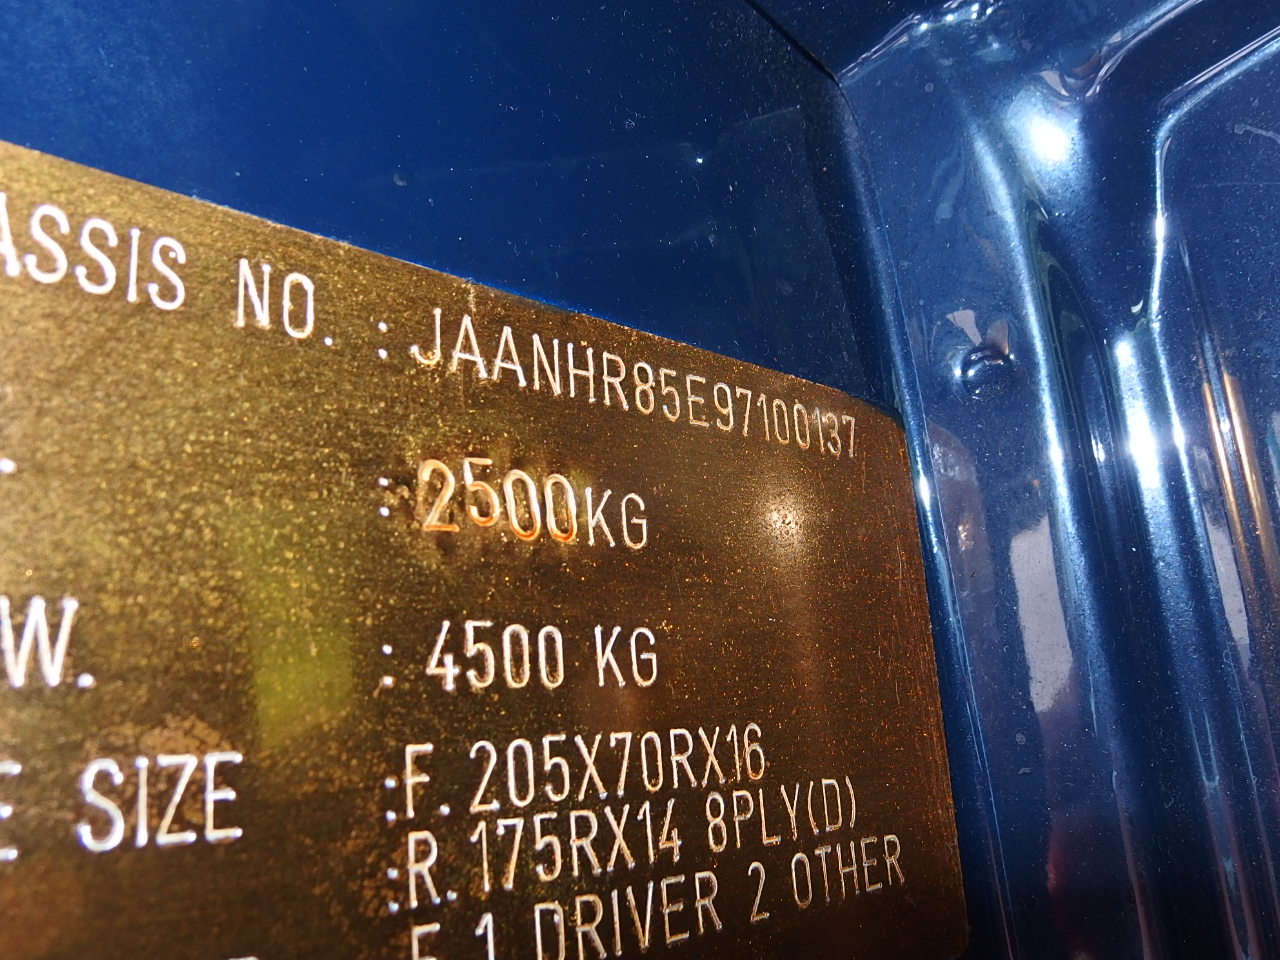 ASSIS NO. : JAANHR85E97100137
. : 2500KG
W. : 4500 KG
E SIZE :F. 205X70RX16
:R. 175RX14 8PLY(D)
:F. 1 DRIVER 2 OTHER